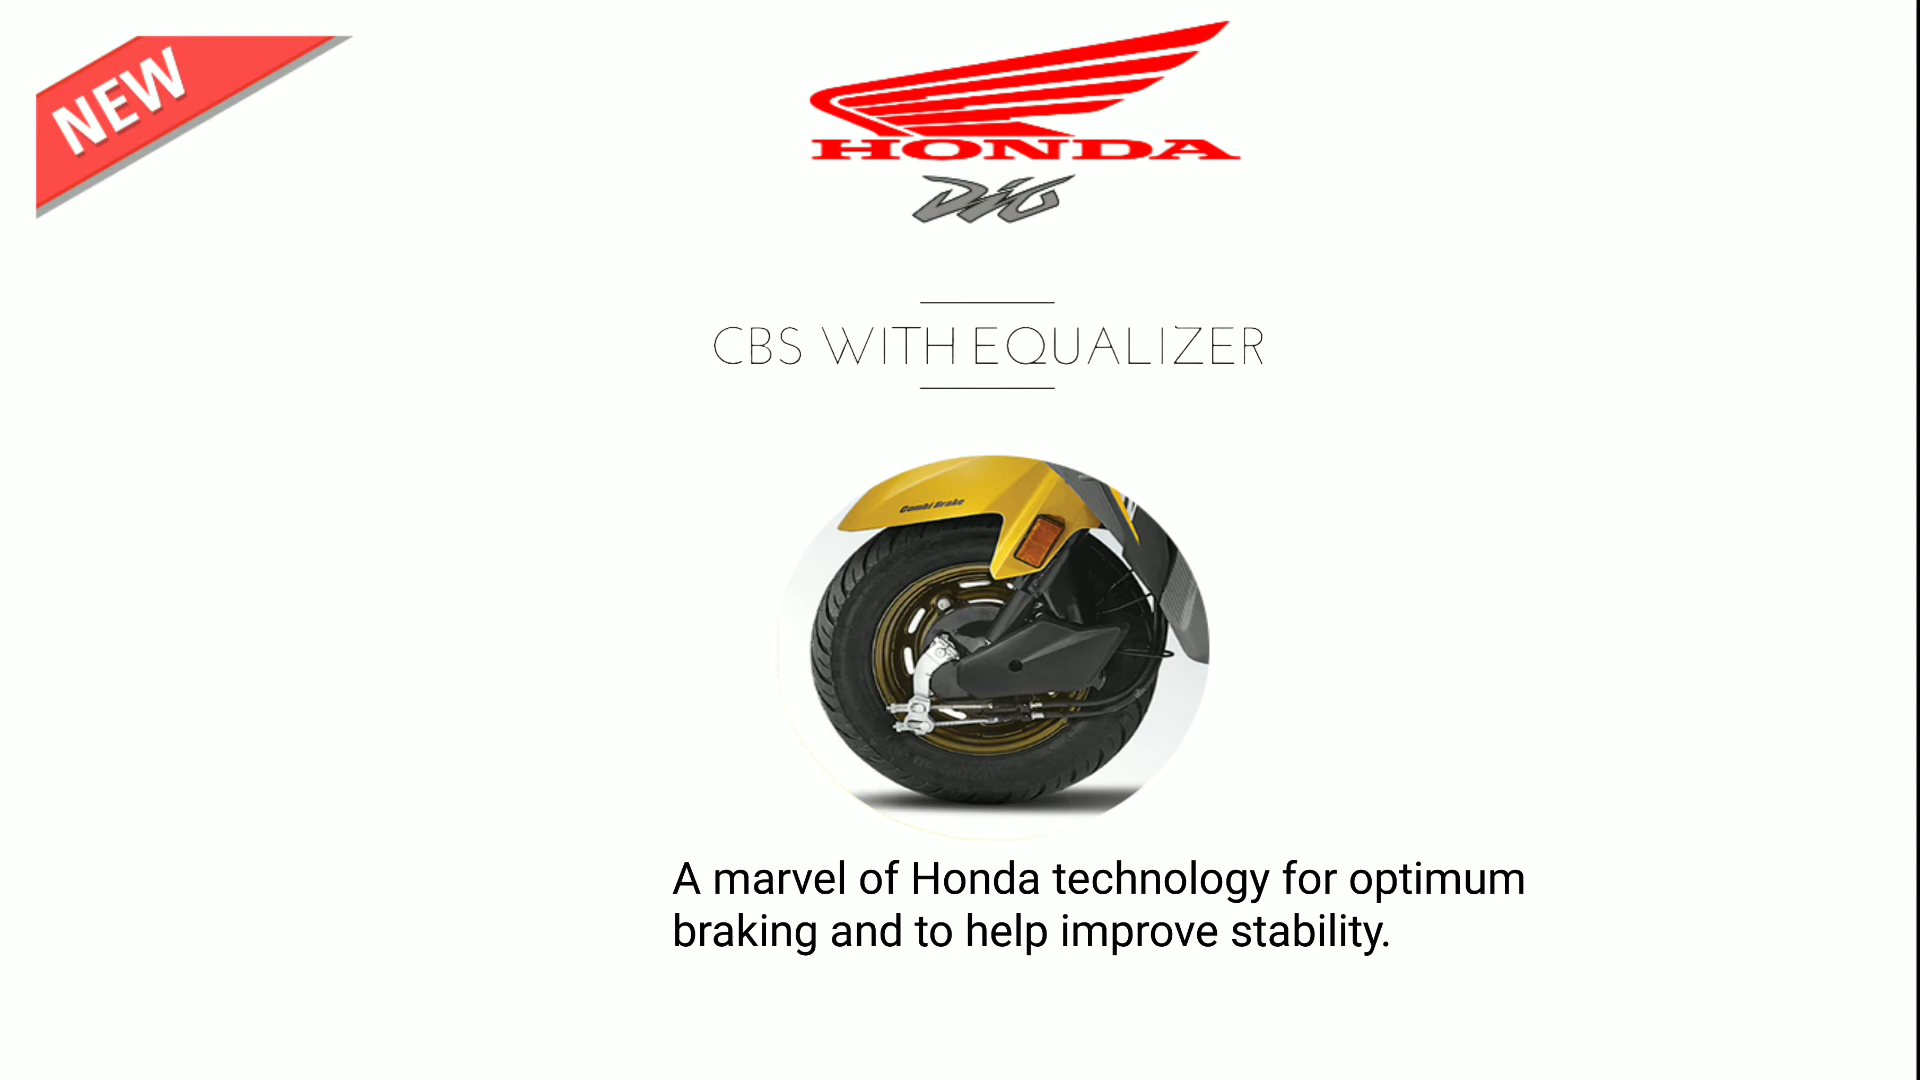 NEW
HONDA
Dio
CBS WITH EQUALIZER
Combi Brake
A marvel of Honda technology for optimum
braking and to help improve stability.